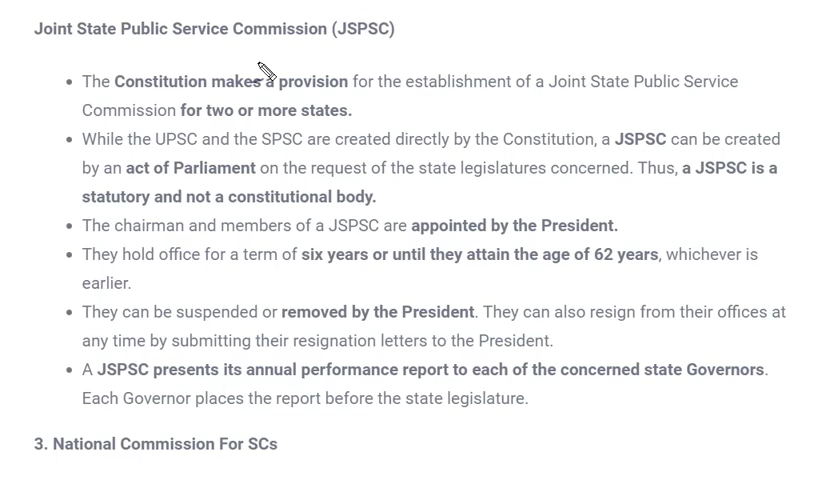 Joint State Public Service Commission (JSPSC)
• The Constitution makes a provision for the establishment of a Joint State Public Service
Commission for two or more states.
• While the UPSC and the SPSC are created directly by the Constitution, a JSPSC can be created
by an act of Parliament on the request of the state legislatures concerned. Thus, a JSPSC is a
statutory and not a constitutional body.
• The chairman and members of a JSPSC are appointed by the President.
• They hold office for a term of six years or until they attain the age of 62 years, whichever is
earlier.
• They can be suspended or removed by the President. They can also resign from their offices at
any time by submitting their resignation letters to the President.
• A JSPSC presents its annual performance report to each of the concerned state Governors.
Each Governor places the report before the state legislature.
3. National Commission For SCs